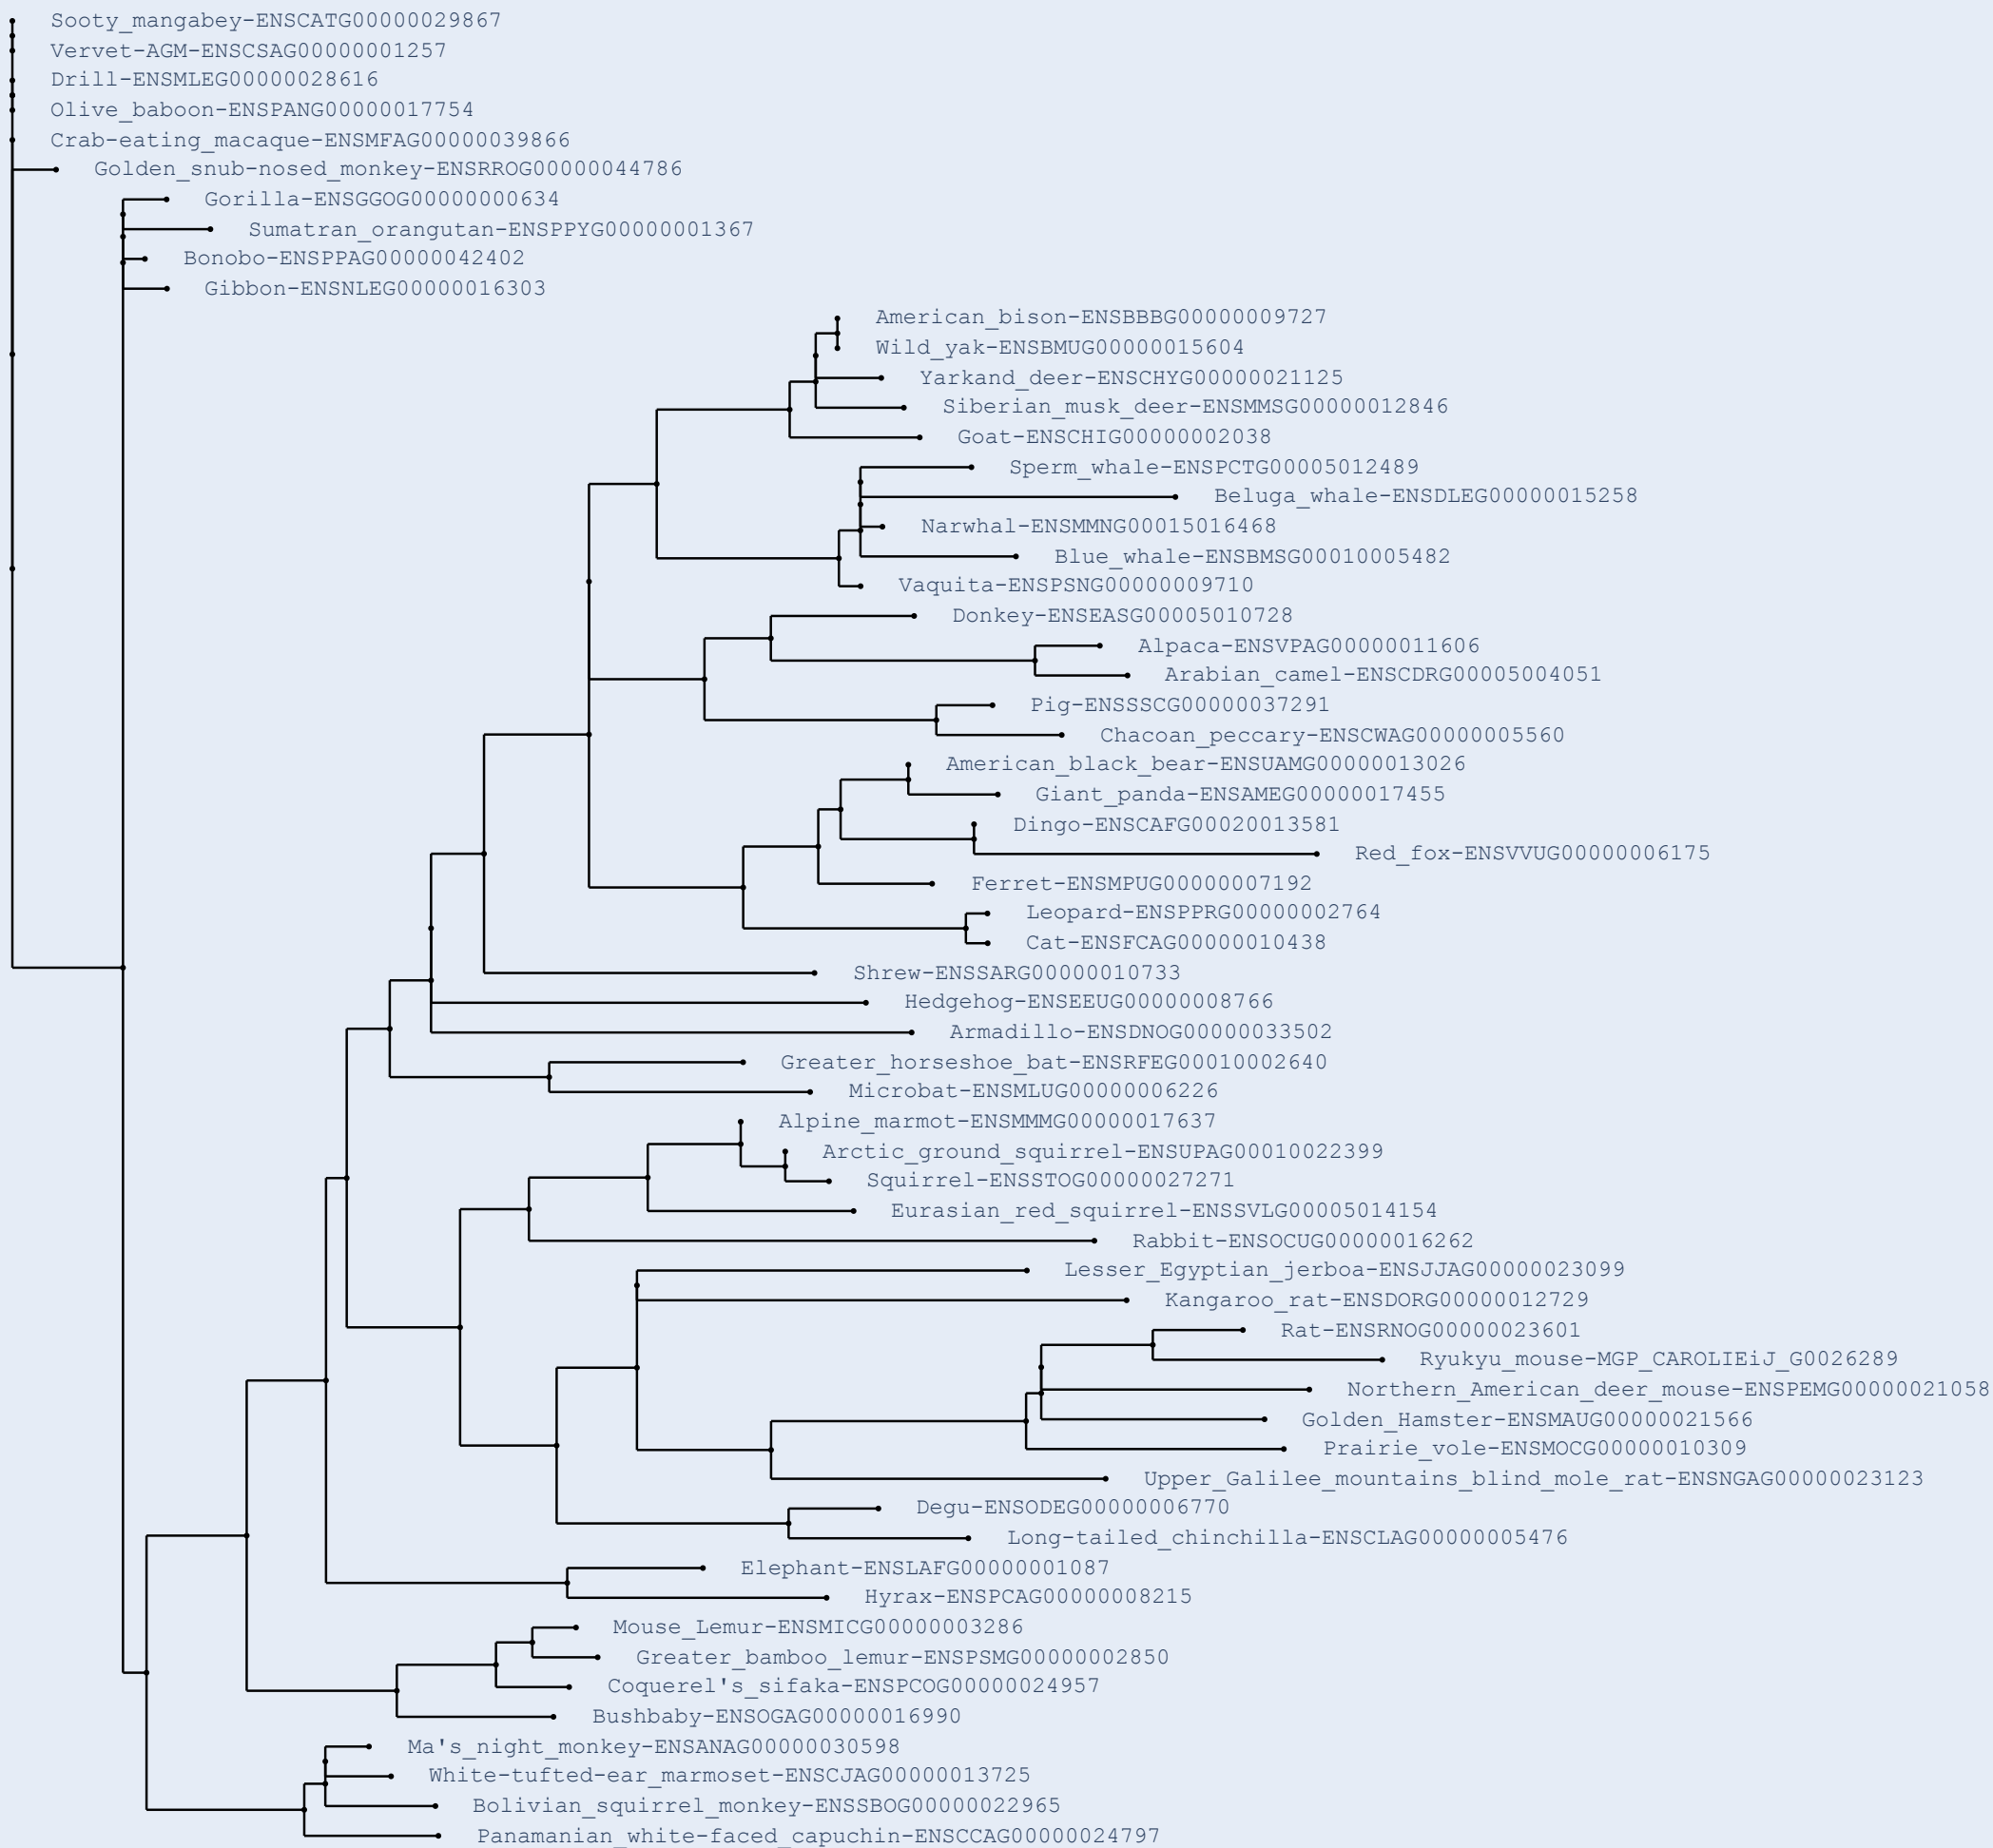 Sooty_mangabey-ENSCATG00000029867
Vervet-AGM-ENSCSAG00000001257
Drill-ENSMLEG00000028616
Olive_baboon-ENSPANG00000017754
Crab-eating_macaque-ENSMFAG00000039866
Golden_snub-nosed_monkey-ENSRROG00000044786
Gorilla-ENSGGOG00000000634
Sumatran_orangutan-ENSPPYG00000001367
Bonobo-ENSPPAG00000042402
Gibbon-ENSNLEG00000016303
American_bison-ENSBBBG00000009727
Wild_yak-ENSBMUG00000015604
Yarkand_deer-ENSCHYG00000021125
Siberian_musk_deer-ENSMMSG00000012846
Goat-ENSCHIG00000002038
Sperm_whale-ENSPCTG00005012489
Beluga_whale-ENSDLEG00000015258
Narwhal-ENSMMNG00015016468
Blue_whale-ENSBMSG00010005482
Vaquita-ENSPSNG00000009710
Donkey-ENSEASG00005010728
Alpaca-ENSVPAG00000011606
Arabian_camel-ENSCDRG00005004051
Pig-ENSSSCG00000037291
Chacoan_peccary-ENSCWAG00000005560
American_black_bear-ENSUAMG00000013026
Giant_panda-ENSAMEG00000017455
Dingo-ENSCAFG00020013581
Red_fox-ENSVVUG00000006175
Ferret-ENSMPUG00000007192
Leopard-ENSPPRG00000002764
Cat-ENSFCAG00000010438
Shrew-ENSSARG00000010733
Hedgehog-ENSEEUG00000008766
Armadillo-ENSDNOG00000033502
Greater_horseshoe_bat-ENSRFEG00010002640
Microbat-ENSMLUG00000006226
Alpine_marmot-ENSMMMG00000017637
Arctic_ground_squirrel-ENSUPAG00010022399
Squirrel-ENSSTOG00000027271
Eurasian_red_squirrel-ENSSVLG00005014154
Rabbit-ENSOCUG00000016262
Lesser_Egyptian_jerboa-ENSJJAG00000023099
Kangaroo_rat-ENSDORG00000012729
Rat-ENSRNOG00000023601
Ryukyu_mouse-MGP_CAROLIEiJ_G0026289
Northern_American_deer_mouse-ENSPEMG00000021058
Golden_Hamster-ENSMAUG00000021566
Prairie_vole-ENSMOCG00000010309
Upper_Galilee_mountains_blind_mole_rat-ENSNGAG00000023123
Degu-ENSODEG00000006770
Long-tailed_chinchilla-ENSCLAG00000005476
Elephant-ENSLAFG00000001087
Hyrax-ENSPCAG00000008215
Mouse_Lemur-ENSMICG00000003286
Greater_bamboo_lemur-ENSPSMG00000002850
Coquerel's_sifaka-ENSPCOG00000024957
Bushbaby-ENSOGAG00000016990
Ma's_night_monkey-ENSANAG00000030598
White-tufted-ear_marmoset-ENSCJAG00000013725
Bolivian_squirrel_monkey-ENSSBOG00000022965
Panamanian_white-faced_capuchin-ENSCCAG00000024797